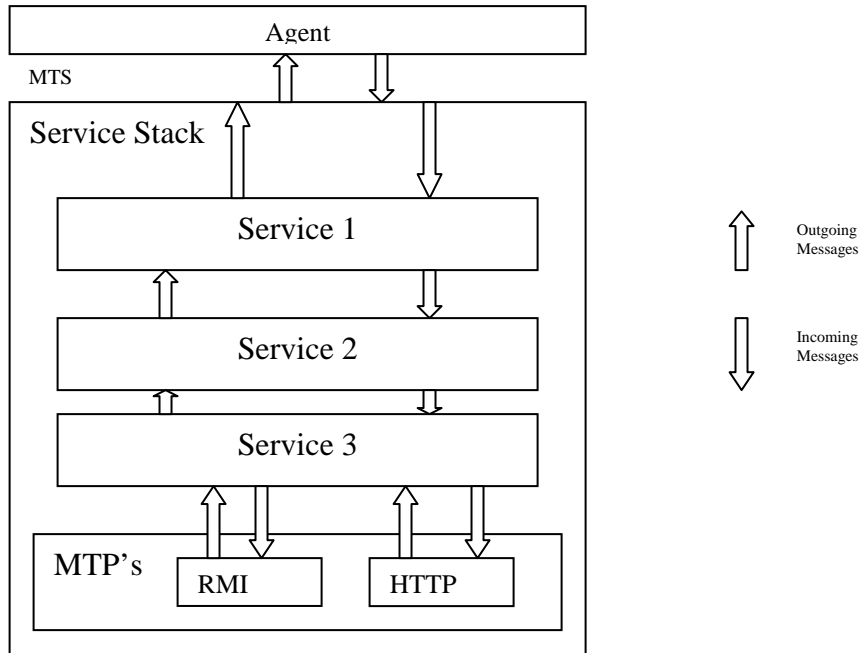 Agent
MTS
Service Stack
Service 1
Outgoing
Messages
Service 2
Incoming
Messages
Service 3
MTP's
RMI
HTTP